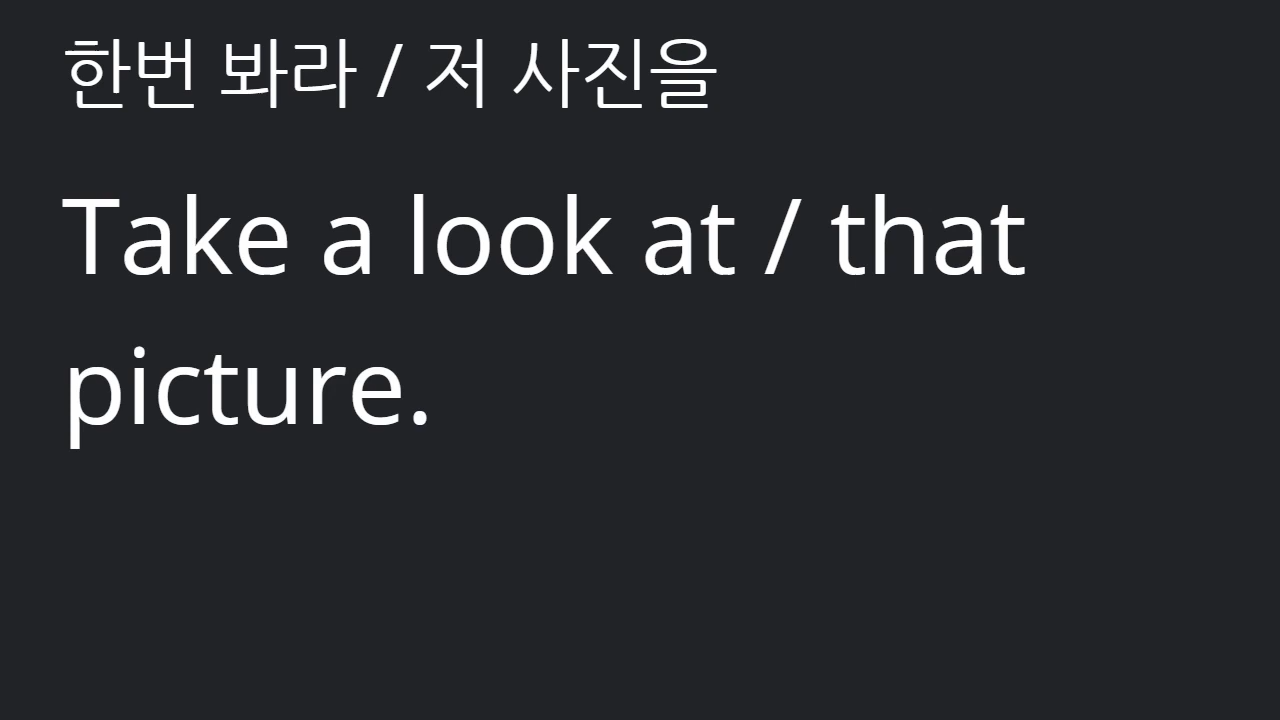 한번 봐라 / 저 사진을
Take a look at / that
picture.